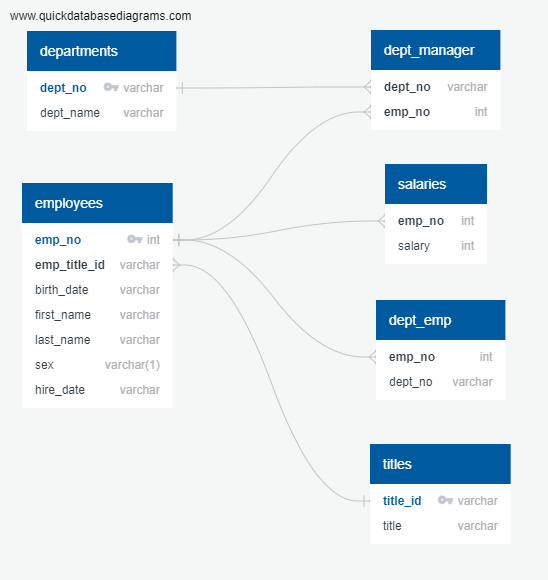 www.quickdatabasediagrams.com
departments
dept_no varchar
dept_name varchar
dept_manager
dept_no varchar
emp_no int
employees
emp_no int
emp_title_id varchar
birth_date varchar
first_name varchar
last_name varchar
sex varchar(1)
hire_date varchar
salaries
emp_no int
salary int
dept_emp
emp_no int
dept_no varchar
titles
title_id varchar
title varchar